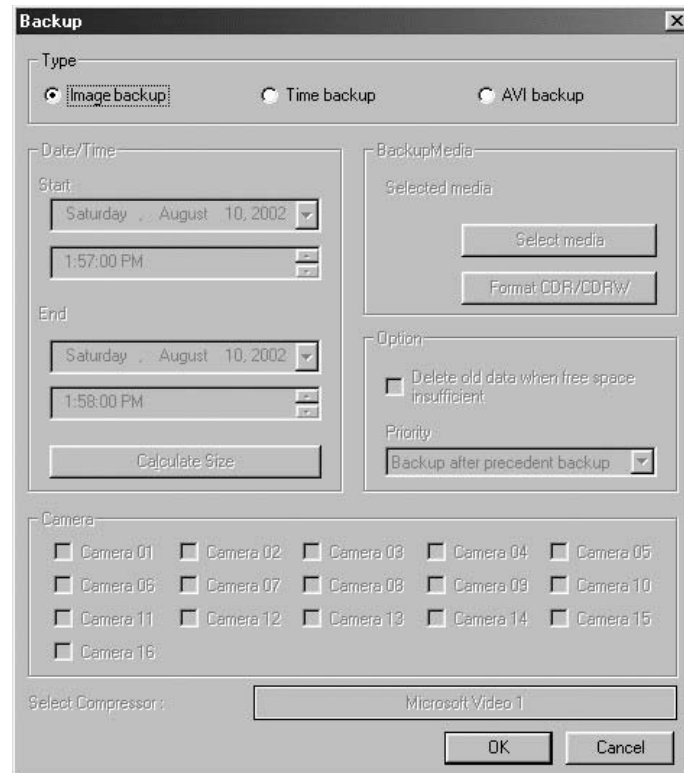 Backup
Type
Image backup Time backup AVI backup
Date/Time
Start
Saturday , August 10, 2002
1:57:00 PM
End
Saturday , August 10, 2002
1:58:00 PM
Calculate Size
BackupMedia
Selected media
Select media
Format CDR/CDRW
Option
Delete old data when free space
insufficient
Priority
Backup after precedent backup
Camera
Camera 01 Camera 02 Camera 03 Camera 04 Camera 05
Camera 06 Camera 07 Camera 08 Camera 09 Camera 10
Camera 11 Camera 12 Camera 13 Camera 14 Camera 15
Camera 16
Select Compressor : Microsoft Video 1
OK Cancel